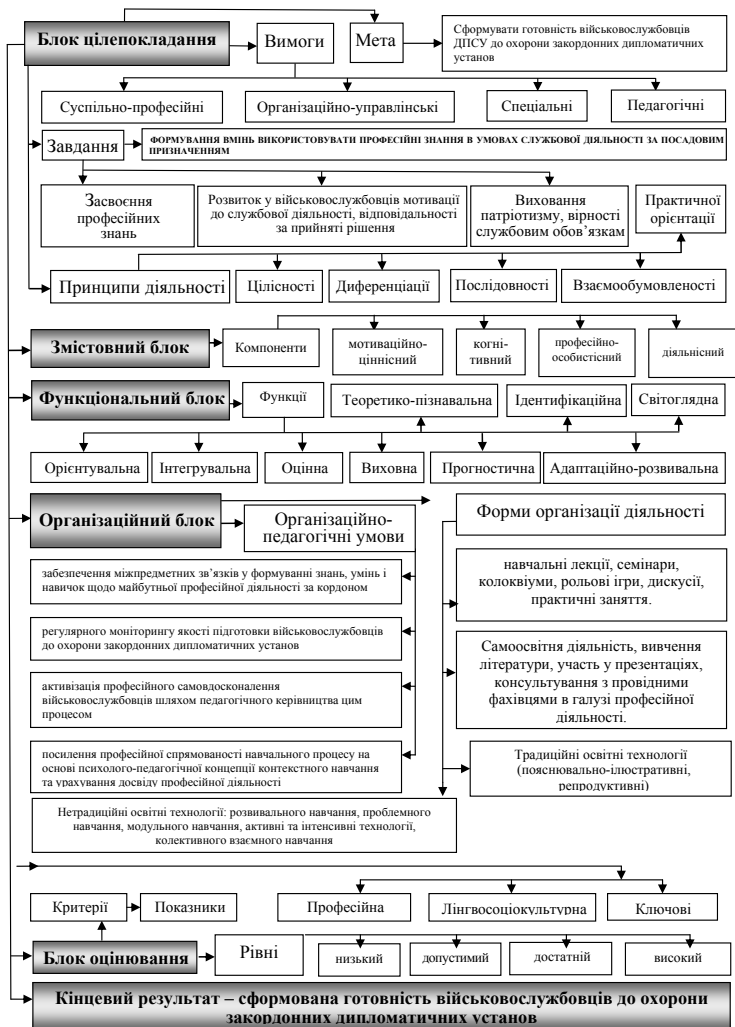 Блок цілепокладання
Вимоги
Мета
Сформувати готовність військовослужбовців
ДПСУ до охорони закордонних дипломатичних
установ
Суспільно-професійні
Організаційно-управлінські
Спеціальні
Педагогічні
Завдання
ФОРМУВАННЯ ВМІНЬ ВИКОРИСТОВУВАТИ ПРОФЕСІЙНІ ЗНАННЯ В УМОВАХ СЛУЖБОВОЇ ДІЯЛЬНОСТІ ЗА ПОСАДОВИМ
ПРИЗНАЧЕННЯМ
Засвоєння
професійних
знань
Розвиток у військовослужбовців мотивації
до службової діяльності, відповідальності
за прийняті рішення
Виховання
патріотизму, вірності
службовим обов’язкам
Практичної
орієнтації
Принципи діяльності
Цілісності
Диференціації
Послідовності
Взаємообумовленості
Змістовний блок
Компоненти
мотиваційно-
ціннісний
когні-
тивний
професійно-
особистісний
діяльнісний
Функціональний блок
Функції
Теоретико-пізнавальна
Ідентифікаційна
Світоглядна
Орієнтувальна
Інтегрувальна
Оцінна
Виховна
Прогностична
Адаптаційно-розвивальна
Організаційний блок
Організаційно-
педагогічні умови
Форми організації діяльності
забезпечення міжпредметних зв’язків у формуванні знань, умінь і
навичок щодо майбутньої професійної діяльності за кордоном
навчальні лекції, семінари,
колоквіуми, рольові ігри, дискусії,
практичні заняття.
регулярного моніторингу якості підготовки військовослужбовців
до охорони закордонних дипломатичних установ
Самоосвітня діяльність, вивчення
літератури, участь у презентаціях,
консультування з провідними
фахівцями в галузі професійної
діяльності.
активізація професійного самовдосконалення
військовослужбовців шляхом педагогічного керівництва цим
процесом
посилення професійної спрямованості навчального процесу на
основі психолого-педагогічної концепції контекстного навчання
та урахування досвіду професійної діяльності
Традиційні освітні технології
(пояснювально-ілюстративні,
репродуктивні)
Нетрадиційні освітні технології: розвивального навчання, проблемного
навчання, модульного навчання, активні та інтенсивні технології,
колективного взаємного навчання
Критерії
Показники
Професійна
Лінгвосоціокультурна
Ключові
Блок оцінювання
Рівні
низький
допустимий
достатній
високий
Кінцевий результат – сформована готовність військовослужбовців до охорони
закордонних дипломатичних установ